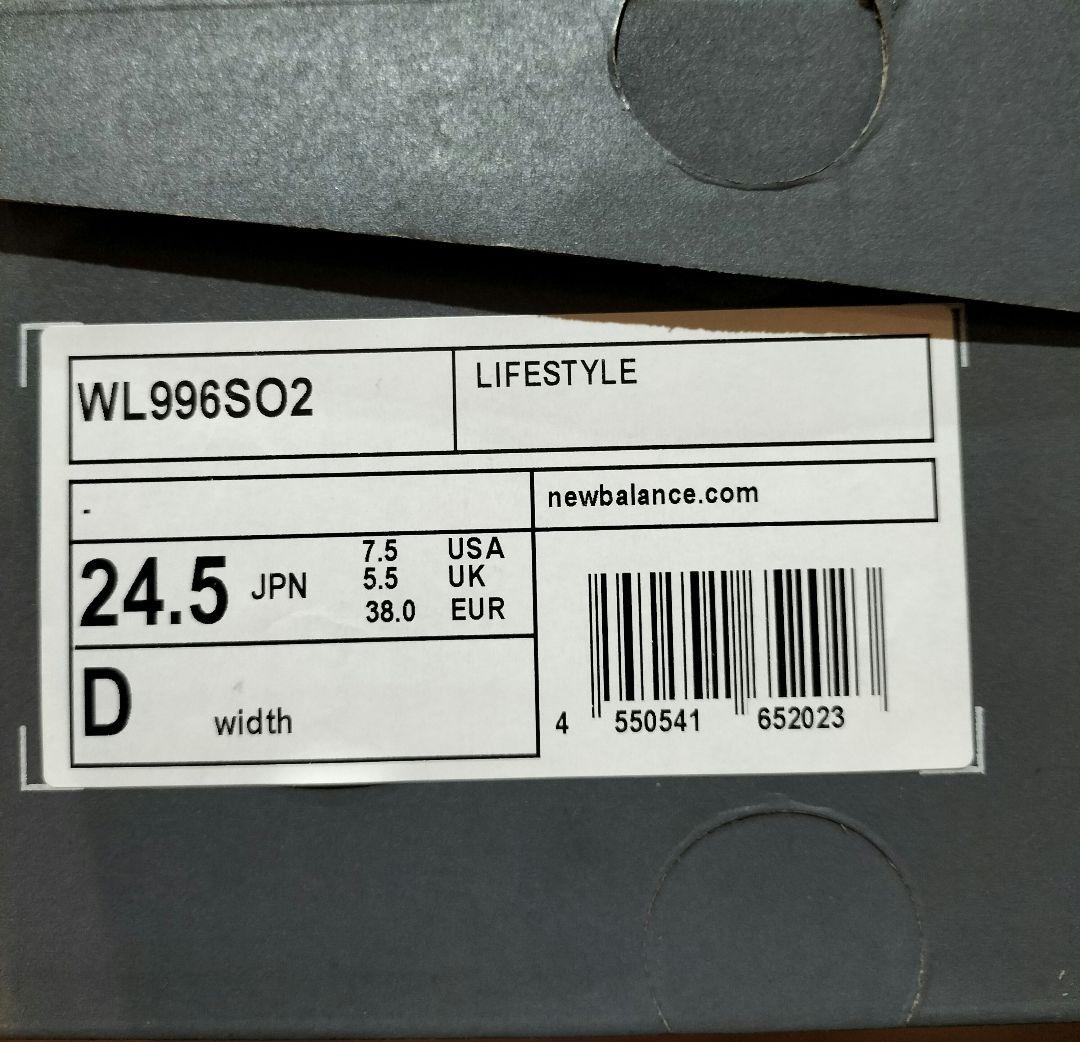 WL996SO2
LIFESTYLE
-
newbalance.com
24.5 JPN
7.5 USA
5.5 UK
38.0 EUR
D width
4 550541 652023